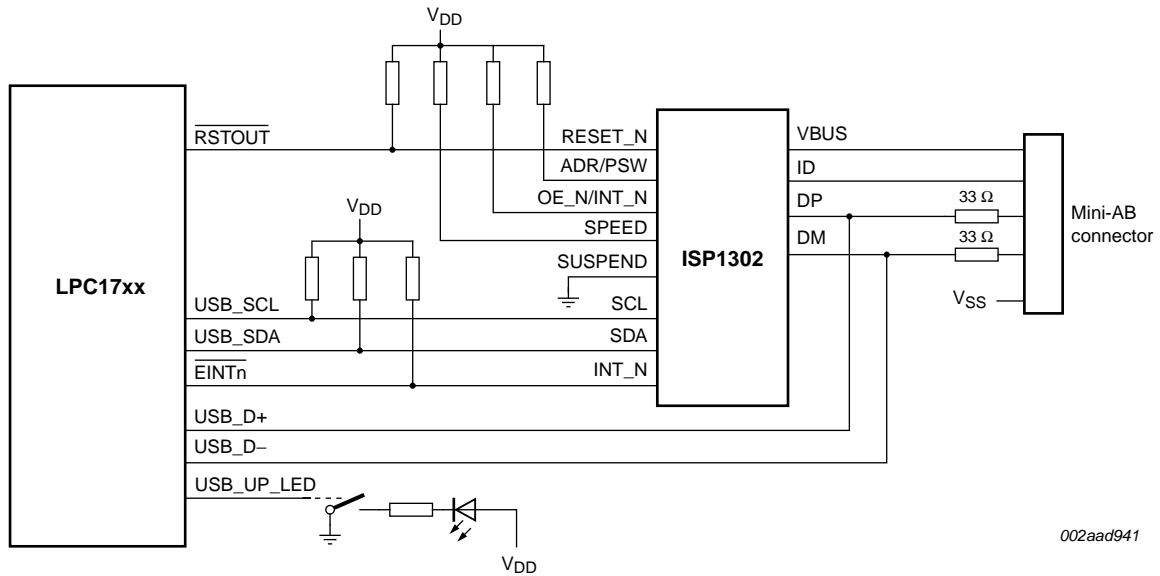 VDD
RSTOUT
RESET_N
VBUS
ADR/PSW
ID
OE_N/INT_N
DP
33 Ω
Mini-AB
connector
VDD
SPEED
DM
33 Ω
LPC17xx
SUSPEND
ISP1302
VSS
USB_SCL
SCL
USB_SDA
SDA
EINTn
INT_N
USB_D+
USB_D−
USB_UP_LED
VDD
002aad941